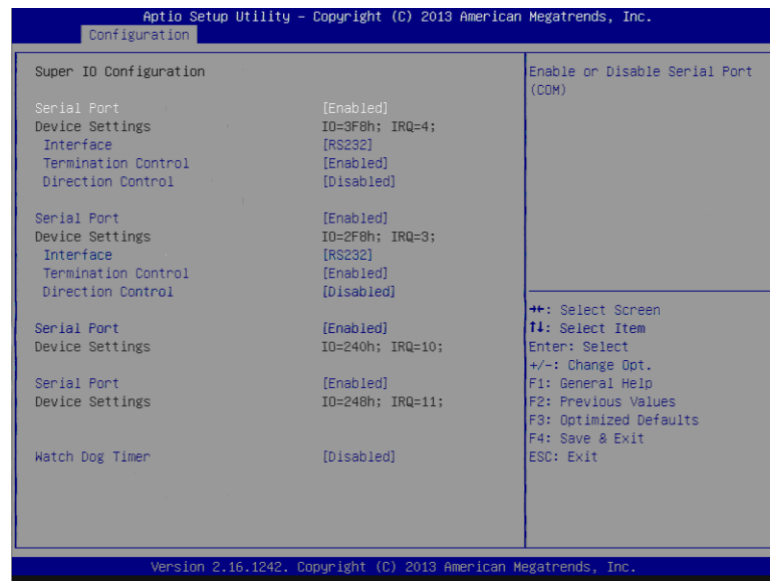 Aptio Setup Utility – Copyright (C) 2013 American Megatrends, Inc.
Configuration
Super IO Configuration
Serial Port [Enabled]
Device Settings IO=3F8h; IRQ=4;
Interface [RS232]
Termination Control [Enabled]
Direction Control [Disabled]
Serial Port [Enabled]
Device Settings IO=2F8h; IRQ=3;
Interface [RS232]
Termination Control [Enabled]
Direction Control [Disabled]
Serial Port [Enabled]
Device Settings IO=240h; IRQ=10;
Serial Port [Enabled]
Device Settings IO=248h; IRQ=11;
Watch Dog Timer [Disabled]
Enable or Disable Serial Port
(COM)
→←: Select Screen
↑↓: Select Item
Enter: Select
+/-: Change Opt.
F1: General Help
F2: Previous Values
F3: Optimized Defaults
F4: Save & Exit
ESC: Exit
Version 2.16.1242. Copyright (C) 2013 American Megatrends, Inc.